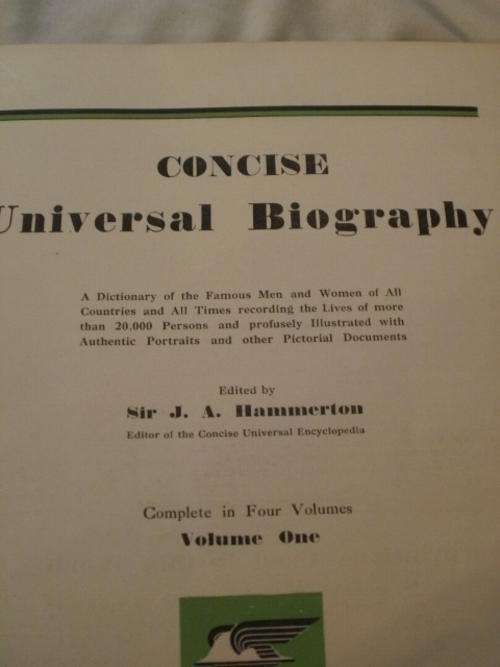 CONCISE
Universal Biography
A Dictionary of the Famous Men and Women of All
Countries and All Times recording the Lives of more
than 20,000 Persons and profusely Illustrated with
Authentic Portraits and other Pictorial Documents
Edited by
Sir J. A. Hammerton
Editor of the Concise Universal Encyclopedia
Complete in Four Volumes
Volume One